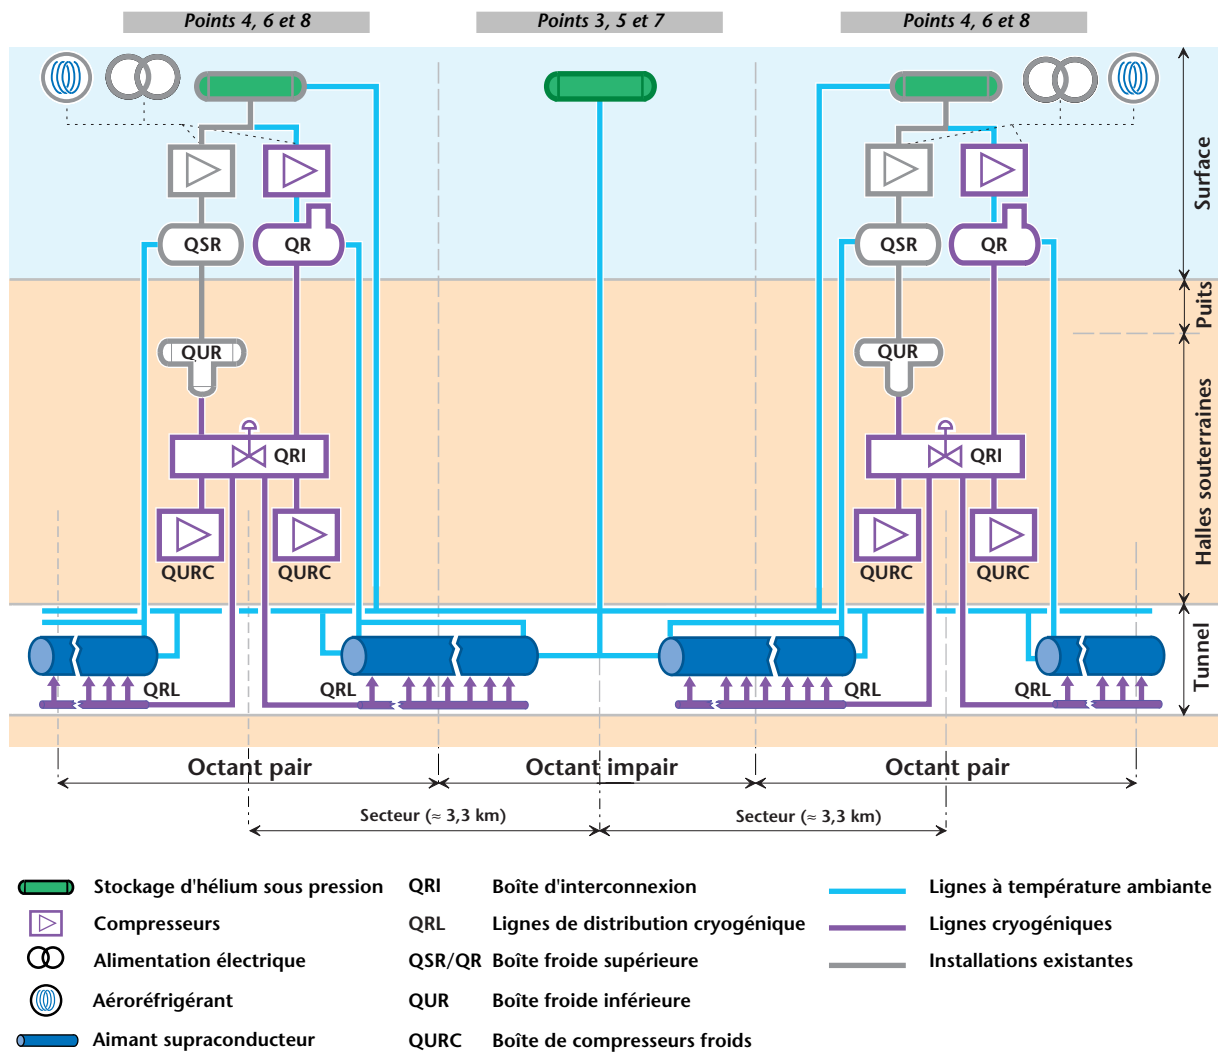 Points 4, 6 et 8
Points 3, 5 et 7
Points 4, 6 et 8
Surface
QSR
QR
QSR
QR
Puits
QUR
QUR
Halles souterraines
QRI
QRI
QURC
QURC
QURC
QURC
Tunnel
QRL
QRL
QRL
QRL
Octant pair
Octant impair
Octant pair
Secteur (≈ 3,3 km)
Secteur (≈ 3,3 km)
Stockage d'hélium sous pression
QRI
Boîte d'interconnexion
Lignes à température ambiante
Compresseurs
QRL
Lignes de distribution cryogénique
Lignes cryogéniques
Alimentation électrique
QSR/QR
Boîte froide supérieure
Installations existantes
Aéroréfrigérant
QUR
Boîte froide inférieure
Aimant supraconducteur
QURC
Boîte de compresseurs froids